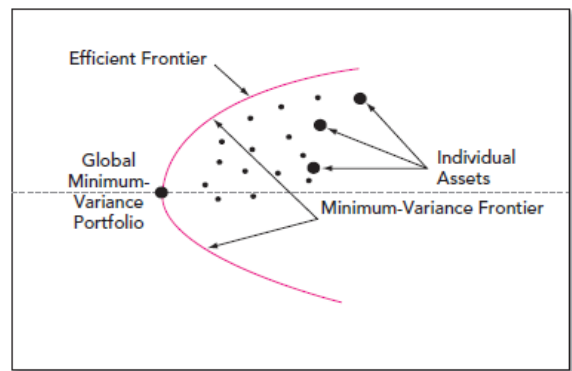 Efficient Frontier
Global
Minimum-
Variance
Portfolio
Individual
Assets
Minimum-Variance Frontier